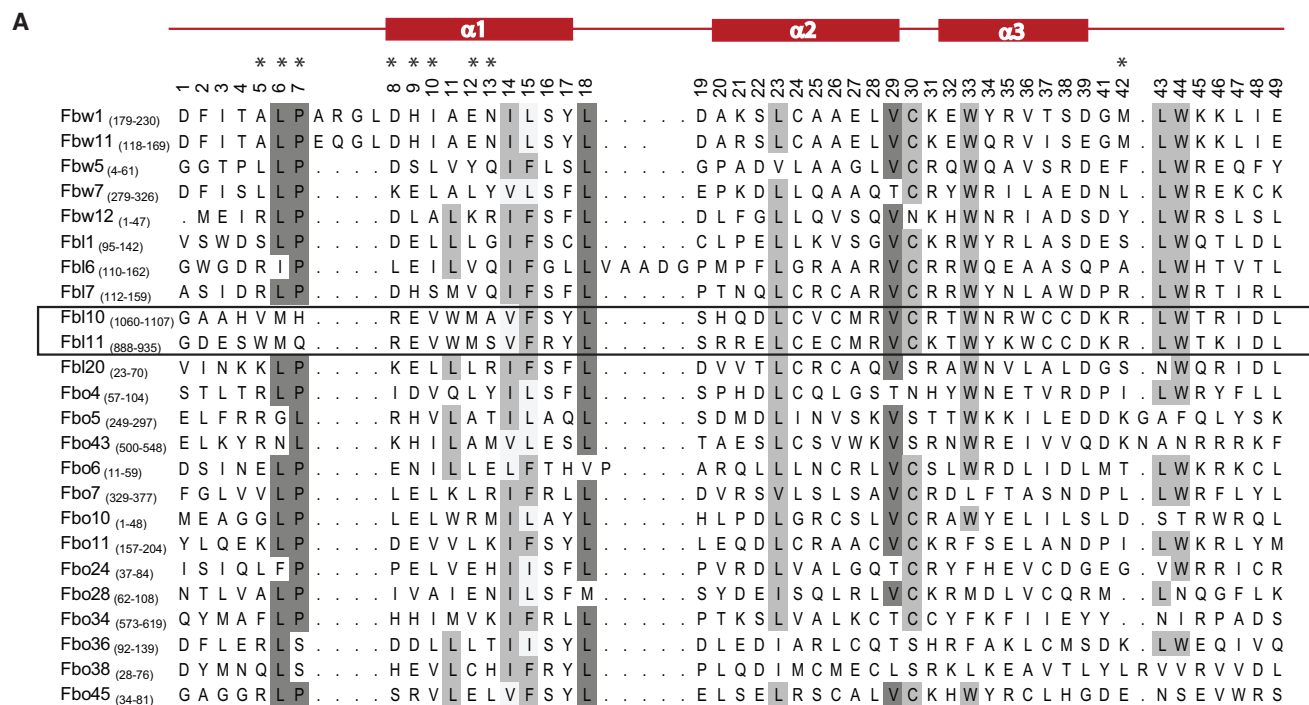 A
α1 α2 α3
* * * * * * * * *
1 2 3 4 5 6 7 8 9 10 11 12 13 14 15 16 17 18 19 20 21 22 23 24 25 26 27 28 29 30 31 33 34 35 36 37 38 39 41 42 43 44 45 46 47 48 49
Fbw1 (179-230) D F I T A L P A R G L D H I A E N I L S Y L . . . . . D A K S L C A A E L V C K E W Y R V T S D G M . L W K K L I E
Fbw11 (118-169) D F I T A L P E Q G L D H I A E N I L S Y L . . . . . D A R S L C A A E L V C K E W Q R V I S E G M . L W K K L I E
Fbw5 (4-61) G G T P L L P . . . . D S L V Y Q I F L S L . . . . . G P A D V L A A G L V C R Q W Q A V S R D E F . L W R E Q F Y
Fbw7 (279-326) D F I S L L P . . . . K E L A L Y V L S F L . . . . . E P K D L L Q A A Q T C R Y W R I L A E D N L . L W R E K C K
Fbw12 (1-47) . M E I R L P . . . . D L A L K R I F S F L . . . . . D L F G L L Q V S Q V N K H W N R I A D S D Y . L W R S L S L
Fbl1 (95-142) V S W D S L P . . . . D E L L L G I F S C L . . . . . C L P E L L K V S G V C K R W Y R L A S D E S . L W Q T L D L
Fbl6 (110-162) G W G D R I P . . . . L E I L V Q I F G L L V A A D G P M P F L G R A A R V C R R W Q E A A S Q P A . L W H T V T L
Fbl7 (112-159) A S I D R L P . . . . D H S M V Q I F S F L . . . . . P T N Q L C R C A R V C R R W Y N L A W D P R . L W R T I R L
Fbl10 (1060-1107) G A A H V M H . . . . R E V W M A V F S Y L . . . . . S H Q D L C V C M R V C R T W N R W C C D K R . L W T R I D L
Fbl11 (888-935) G D E S W M Q . . . . R E V W M S V F R Y L . . . . . S R R E L C E C M R V C K T W Y K W C C D K R . L W T K I D L
Fbl20 (23-70) V I N K K L P . . . . K E L L L R I F S F L . . . . . D V V T L C R C A Q V S R A W N V L A L D G S . N W Q R I D L
Fbo4 (57-104) S T L T R L P . . . . I D V Q L Y I L S F L . . . . . S P H D L C Q L G S T N H Y W N E T V R D P I . L W R Y F L L
Fbo5 (249-297) E L F R R G L . . . . R H V L A T I L A Q L . . . . . S D M D L I N V S K V S T T W K K I L E D D K G A F Q L Y S K
Fbo43 (500-548) E L K Y R N L . . . . K H I L A M V L E S L . . . . . T A E S L C S V W K V S R N W R E I V V Q D K N A N R R R K F
Fbo6 (11-59) D S I N E L P . . . . E N I L L E L F T H V P . . . . A R Q L L L N C R L V C S L W R D L I D L M T . L W K R K C L
Fbo7 (329-377) F G L V V L P . . . . L E L K L R I F R L L . . . . . D V R S V L S L S A V C R D L F T A S N D P L . L W R F L Y L
Fbo10 (1-48) M E A G G L P . . . . L E L W R M I L A Y L . . . . . H L P D L G R C S L V C R A W Y E L I L S L D . S T R W R Q L
Fbo11 (157-204) Y L Q E K L P . . . . D E V V L K I F S Y L . . . . . L E Q D L C R A A C V C K R F S E L A N D P I . L W K R L Y M
Fbo24 (37-84) I S I Q L F P . . . . P E L V E H I I S F L . . . . . P V R D L V A L G Q T C R Y F H E V C D G E G . V W R R I C R
Fbo28 (62-108) N T L V A L P . . . . I V A I E N I L S F M . . . . . S Y D E I S Q L R L V C K R M D L V C Q R M . . L N Q G F L K
Fbo34 (573-619) Q Y M A F L P . . . . H H I M V K I F R L L . . . . . P T K S L V A L K C T C C Y F K F I I E Y Y . . N I R P A D S
Fbo36 (92-139) D F L E R L S . . . . D D L L L T I I S Y L . . . . . D L E D I A R L C Q T S H R F A K L C M S D K . L W E Q I V Q
Fbo38 (28-76) D Y M N Q L S . . . . H E V L C H I F R Y L . . . . . P L Q D I M C M E C L S R K L K E A V T L Y L R V V R V V D L
Fbo45 (34-81) G A G G R L P . . . . S R V L E L V F S Y L . . . . . E L S E L R S C A L V C K H W Y R C L H G D E . N S E V W R S